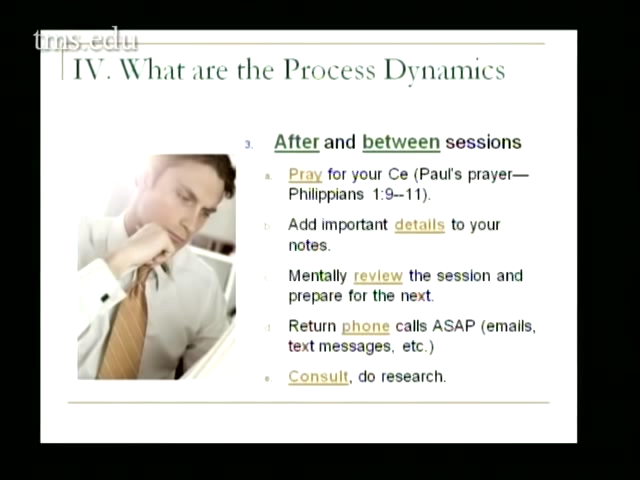 tms.edu
IV. What are the Process Dynamics
3. After and between sessions
a. Pray for your Ce (Paul's prayer—
Philippians 1:9--11).
b. Add important details to your
notes.
Mentally review the session and
prepare for the next.
d. Return phone calls ASAP (emails,
text messages, etc.)
e. Consult, do research.